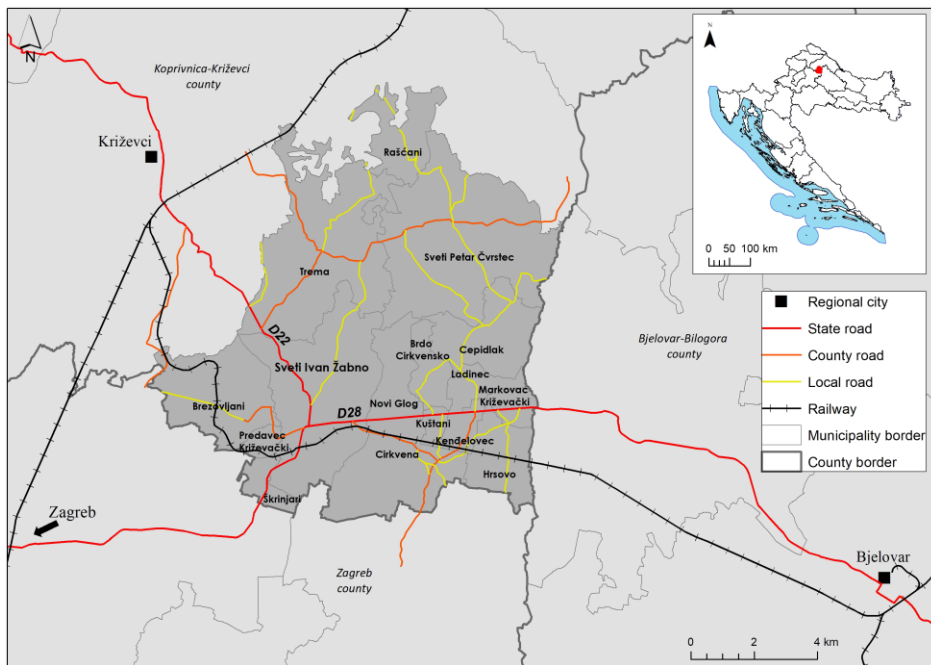 N
Koprivnica-Križevci
county
Križevci
Rašćani
Sveti Petar Čvrstec
Trema
D22
Brdo
Cirkvensko
Cepidlak
Ladinec
Sveti Ivan Žabno
Markovac
Križevački
Brezovljani
Novi Glog
D28
Kuštani
Predavec
Križevački
Kenđelovec
Cirkvena
Hrsovo
Škrinjari
Zagreb
Zagreb
county
Bjelovar-Bilogora
county
Bjelovar
0 2 4 km
N
0 50 100 km
Regional city
State road
County road
Local road
Railway
Municipality border
County border